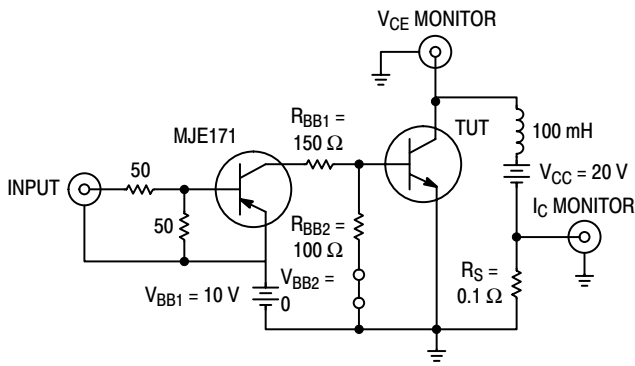 V_CE MONITOR
MJE171
R_BB1 =
150 Ω
TUT
100 mH
INPUT
50
50
V_CC = 20 V
I_C MONITOR
R_BB2 =
100 Ω
V_BB1 = 10 V
V_BB2 =
0
R_S =
0.1 Ω